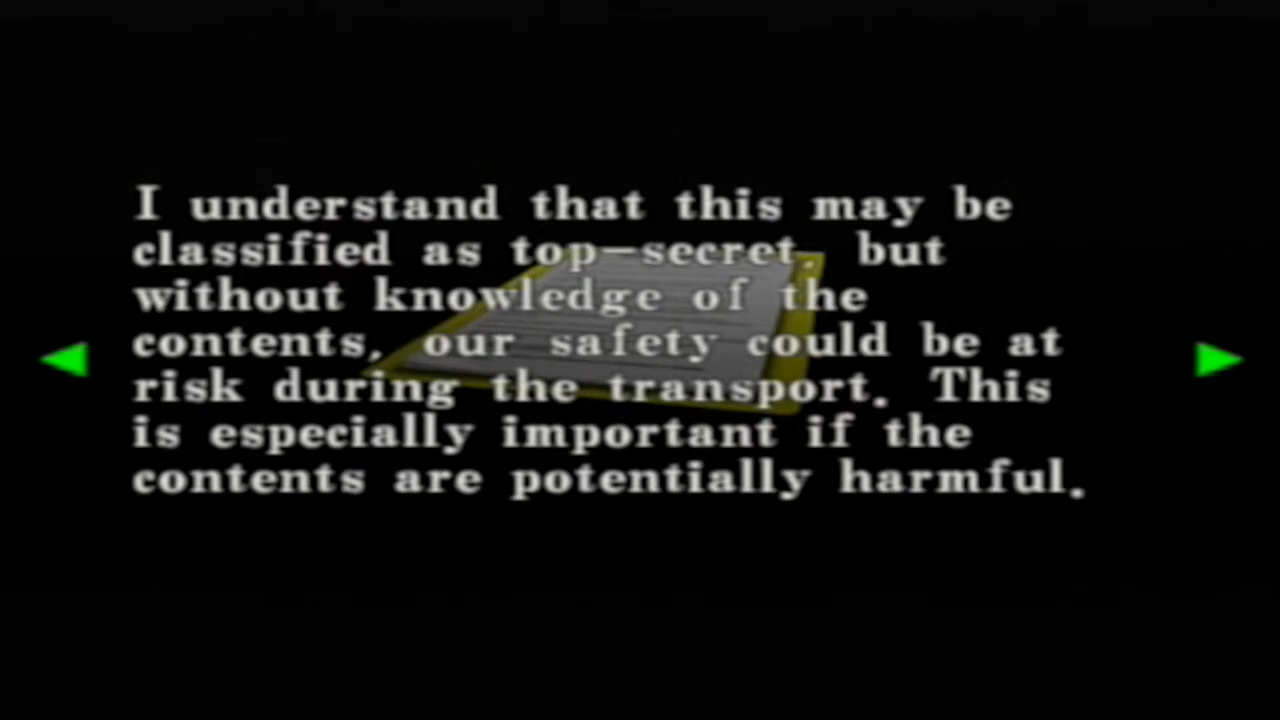 I understand that this may be
classified as top-secret, but
without knowledge of the
contents, our safety could be at
risk during the transport. This
is especially important if the
contents are potentially harmful.